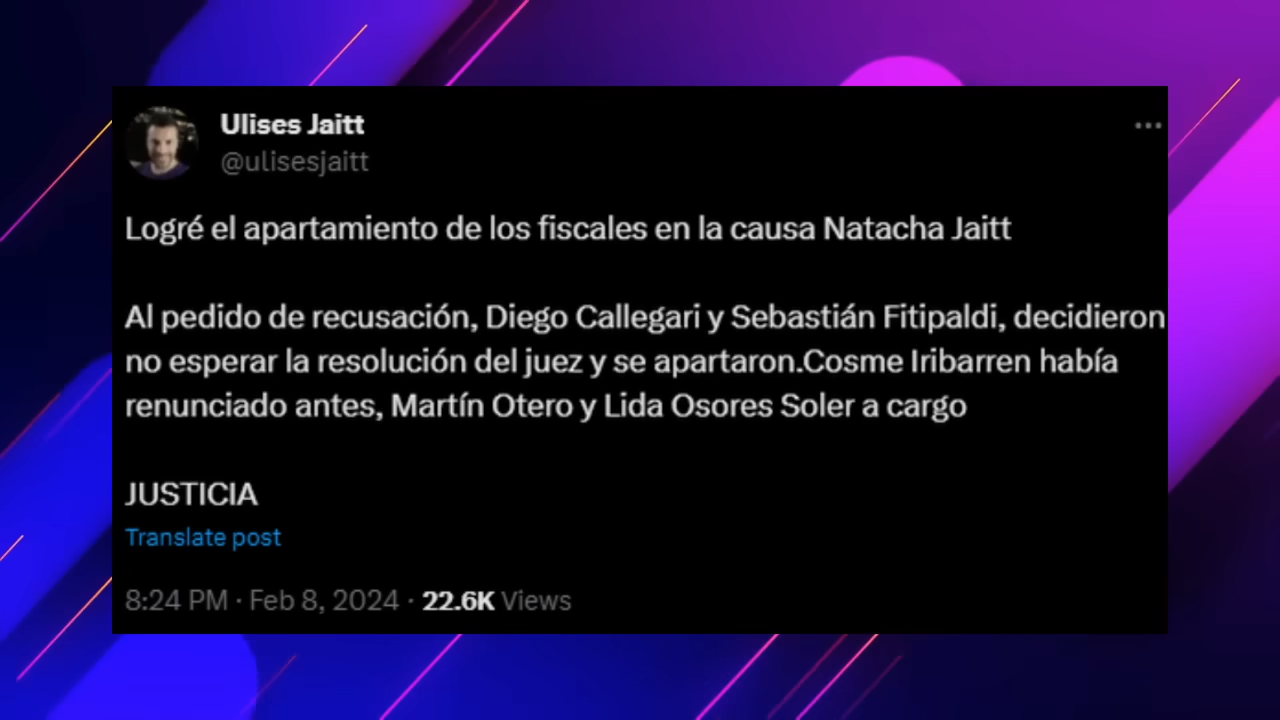 Ulises Jaitt
@ulisesjaitt
Logré el apartamiento de los fiscales en la causa Natacha Jaitt
Al pedido de recusación, Diego Callegari y Sebastián Fitipaldi, decidieron
no esperar la resolución del juez y se apartaron.Cosme Iribarren había
renunciado antes, Martín Otero y Lida Osores Soler a cargo
JUSTICIA
Translate post
8:24 PM · Feb 8, 2024 · 22.6K Views